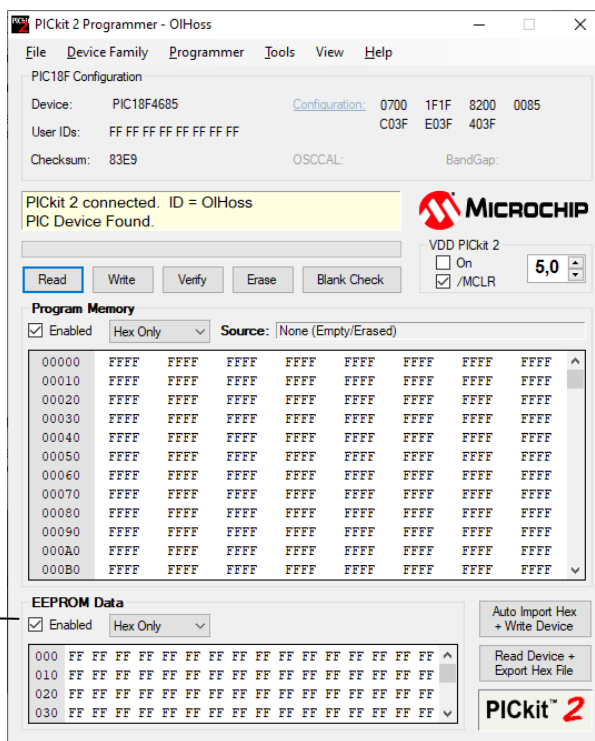 PICkit 2 Programmer - OIHoss
File Device Family Programmer Tools View Help
PIC18F Configuration
Device: PIC18F4685 Configuration: 0700 1F1F 8200 0085
C03F E03F 403F
User IDs: FF FF FF FF FF FF FF FF
Checksum: 83E9 OSCCAL: BandGap:
PICkit 2 connected. ID = OIHoss
PIC Device Found.
MICROCHIP
VDD PICkit 2
On
/MCLR
5,0
Read Write Verify Erase Blank Check
Program Memory
Enabled Hex Only Source: None (Empty/Erased)
00000 FFFF FFFF FFFF FFFF FFFF FFFF FFFF FFFF
00010 FFFF FFFF FFFF FFFF FFFF FFFF FFFF FFFF
00020 FFFF FFFF FFFF FFFF FFFF FFFF FFFF FFFF
00030 FFFF FFFF FFFF FFFF FFFF FFFF FFFF FFFF
00040 FFFF FFFF FFFF FFFF FFFF FFFF FFFF FFFF
00050 FFFF FFFF FFFF FFFF FFFF FFFF FFFF FFFF
00060 FFFF FFFF FFFF FFFF FFFF FFFF FFFF FFFF
00070 FFFF FFFF FFFF FFFF FFFF FFFF FFFF FFFF
00080 FFFF FFFF FFFF FFFF FFFF FFFF FFFF FFFF
00090 FFFF FFFF FFFF FFFF FFFF FFFF FFFF FFFF
000A0 FFFF FFFF FFFF FFFF FFFF FFFF FFFF FFFF
000B0 FFFF FFFF FFFF FFFF FFFF FFFF FFFF FFFF
EEPROM Data
Enabled Hex Only
000 FF FF FF FF FF FF FF FF FF FF FF FF FF FF FF FF
010 FF FF FF FF FF FF FF FF FF FF FF FF FF FF FF FF
020 FF FF FF FF FF FF FF FF FF FF FF FF FF FF FF FF
030 FF FF FF FF FF FF FF FF FF FF FF FF FF FF FF FF
Auto Import Hex
+ Write Device
Read Device +
Export Hex File
PICkit™ 2